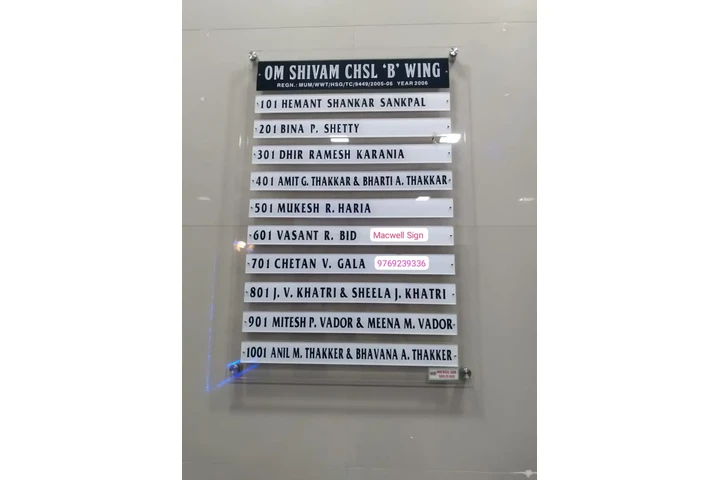 OM SHIVAM CHSL 'B' WING
REGN.: MUM/WWT/HSG/TC/9449/2005-06 YEAR 2006
101 HEMANT SHANKAR SANKPAL
201 BINA P. SHETTY
301 DHIR RAMESH KARANIA
401 AMIT G. THAKKAR & BHARTI A. THAKKAR
501 MUKESH R. HARIA
601 VASANT R. BID Macwell Sign
701 CHETAN V. GALA 9769239336
801 J. V. KHATRI & SHEELA J. KHATRI
901 MITESH P. VADOR & MEENA M. VADOR
1001 ANIL M. THAKKER & BHAVANA A. THAKKER